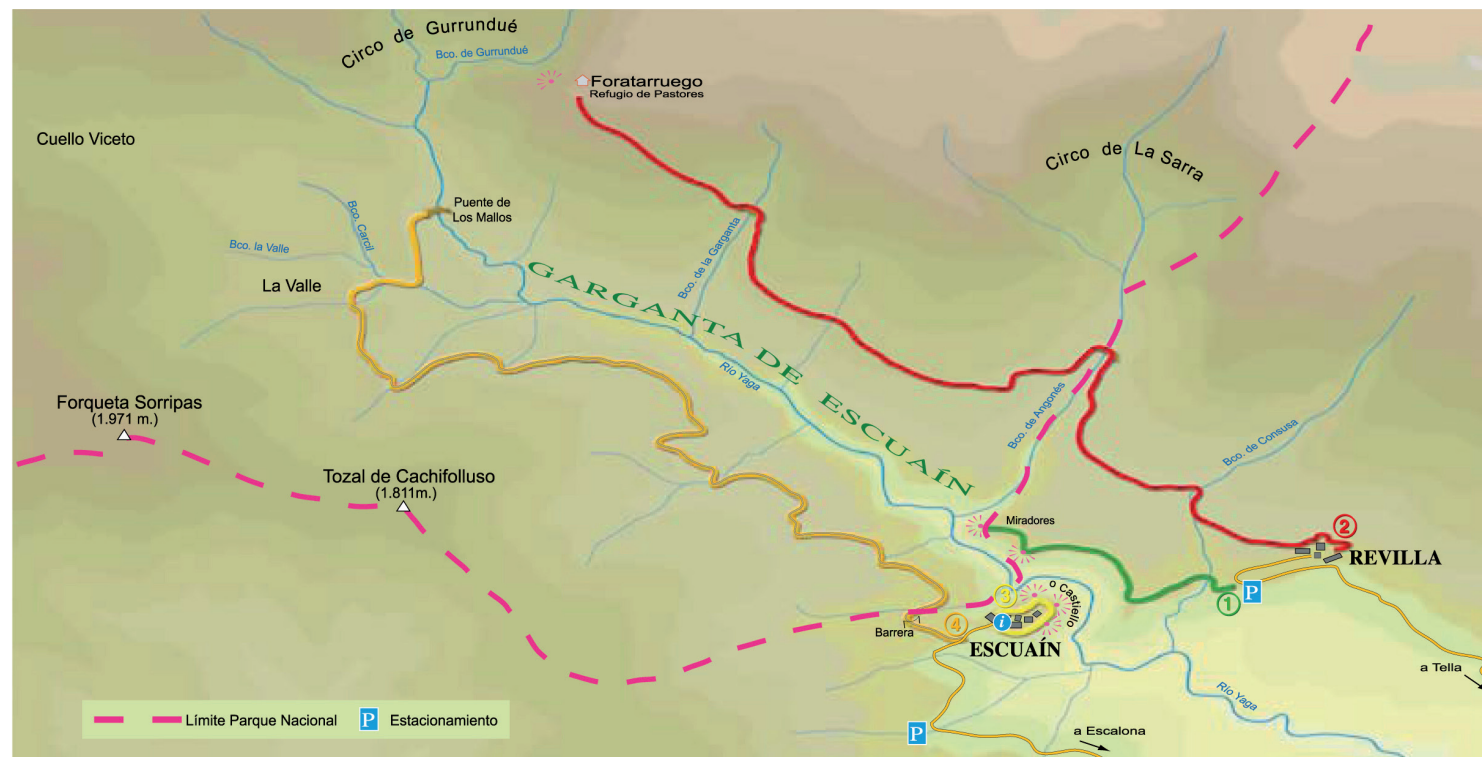 Circo de Gurrundué
Bco. de Gurrundué
Foratarruego
Refugio de Pastores
Cuello Viceto
Circo de La Sarra
Puente de
Los Mallos
Bco. Carcil
Bco. la Valle
La Valle
Bco. de la Garganta
GARGANTA DE ESCUAÍN
Río Yaga
Bco. de Angonés
Bco. de Consusa
Forqueta Sorripas
(1.971 m.)
Tozal de Cachifolluso
(1.811m.)
Miradores
2
REVILLA
P
1
o Castiello
3
i
4
Barrera
ESCUAÍN
a Tella
Río Yaga
P
a Escalona
Límite Parque Nacional
P Estacionamiento